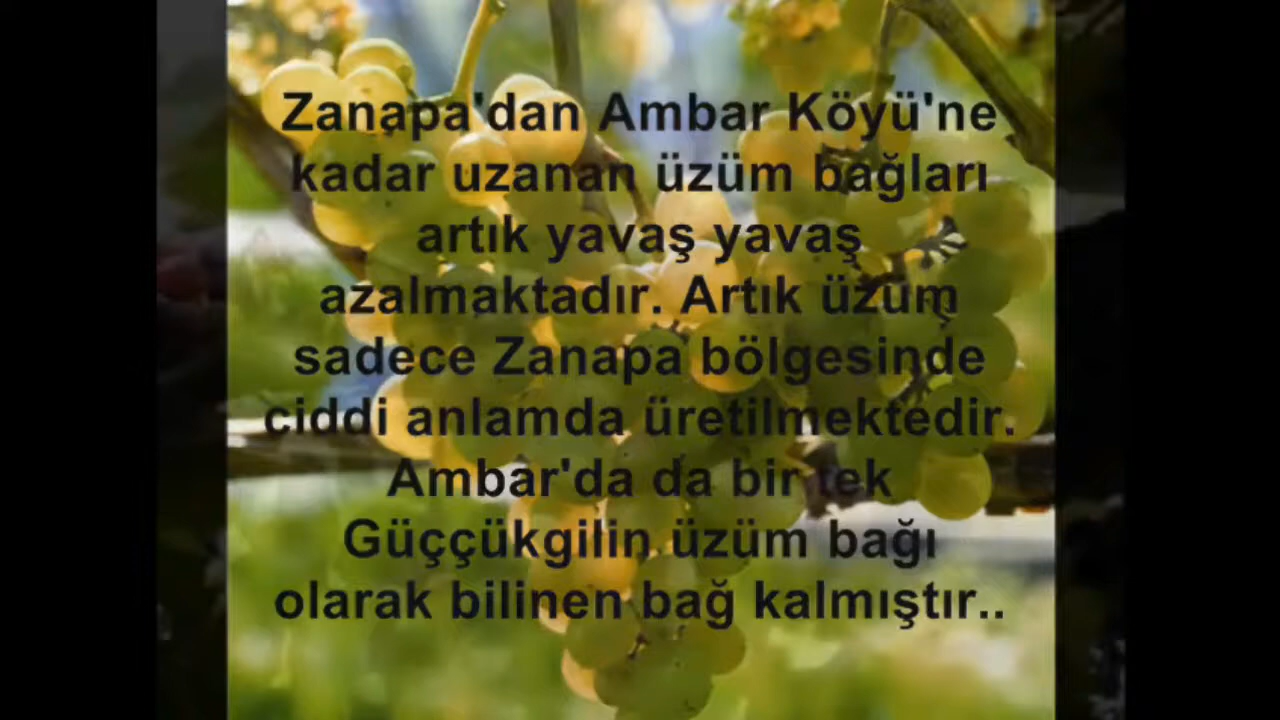 Zanapa'dan Ambar Köyü'ne
kadar uzanan üzüm bağları
artık yavaş yavaş
azalmaktadır. Artık üzüm
sadece Zanapa bölgesinde
ciddi anlamda üretilmektedir.
Ambar'da da bir tek
Güççükgilin üzüm bağı
olarak bilinen bağ kalmıştır..